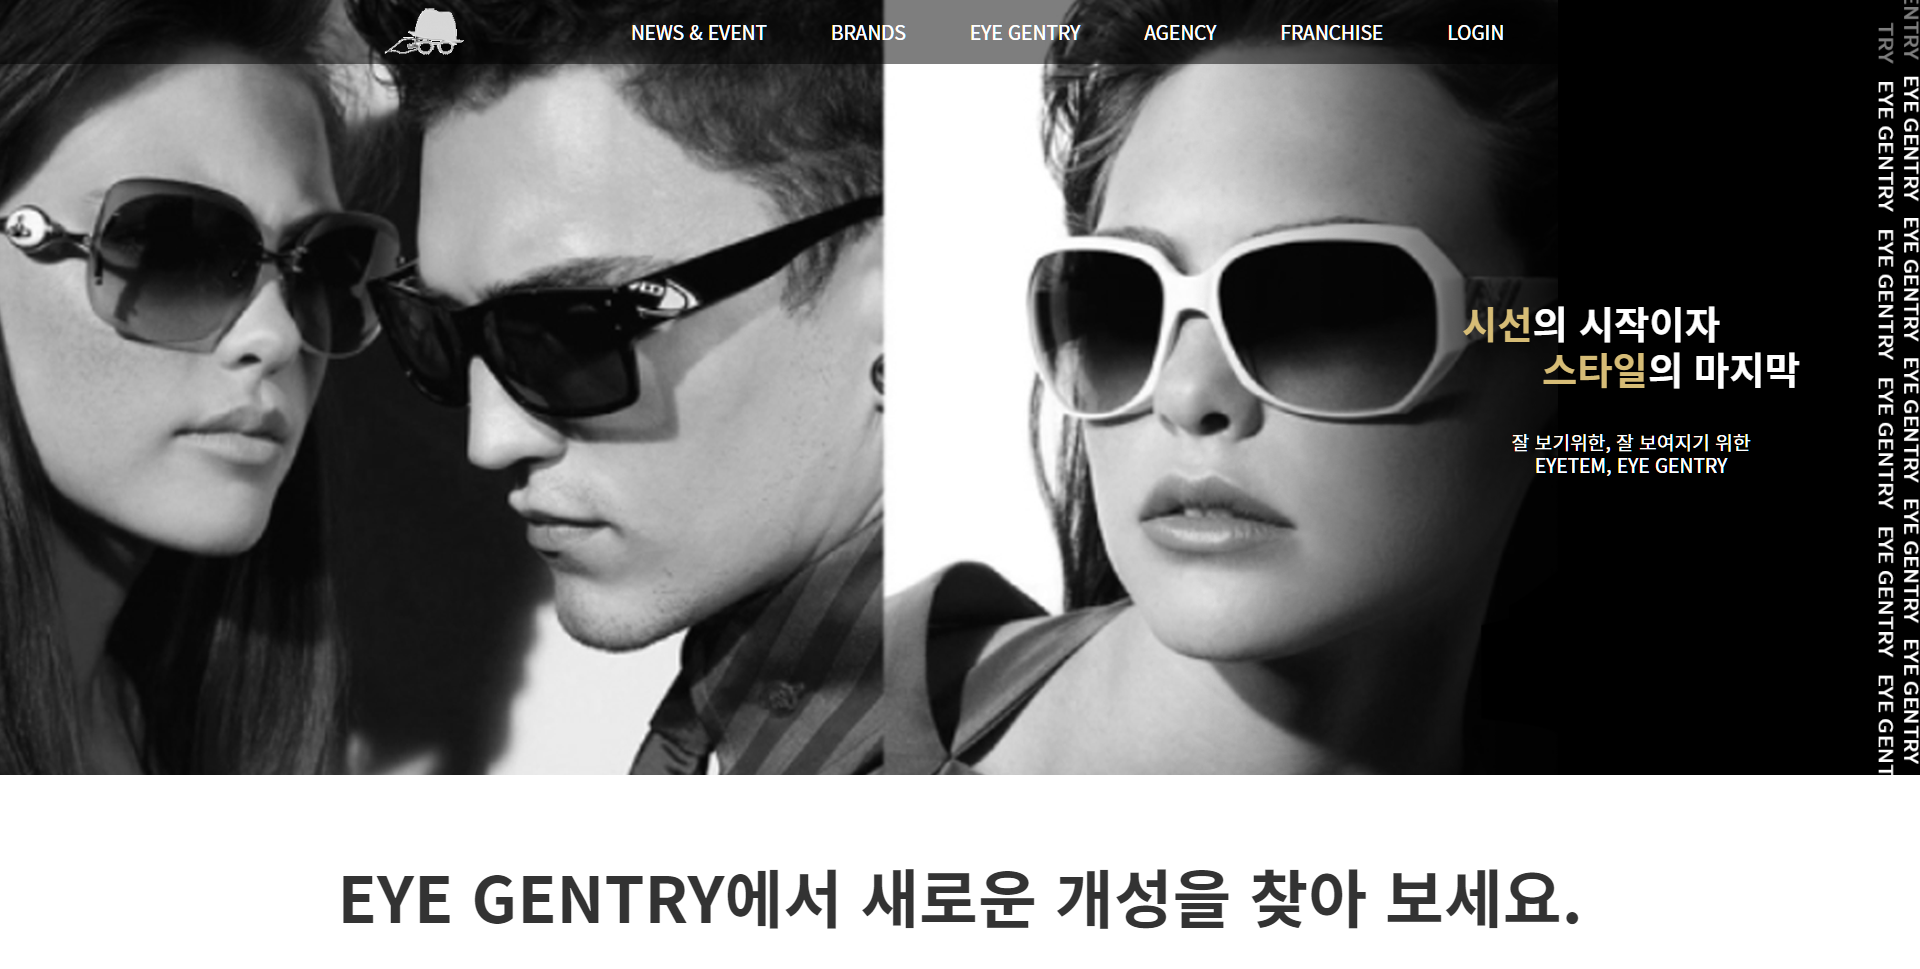 NEWS & EVENT
BRANDS
EYE GENTRY
AGENCY
FRANCHISE
LOGIN
시선의 시작이자
스타일의 마지막
잘 보기위한, 잘 보여지기 위한
EYETEM, EYE GENTRY
ENTRY EYE GENTRY EYE GENTRY EYE GENTRY EYE GENTRY EYE GENTRY
TRY EYE GENTRY EYE GENTRY EYE GENTRY EYE GENTRY EYE GENT
EYE GENTRY에서 새로운 개성을 찾아 보세요.